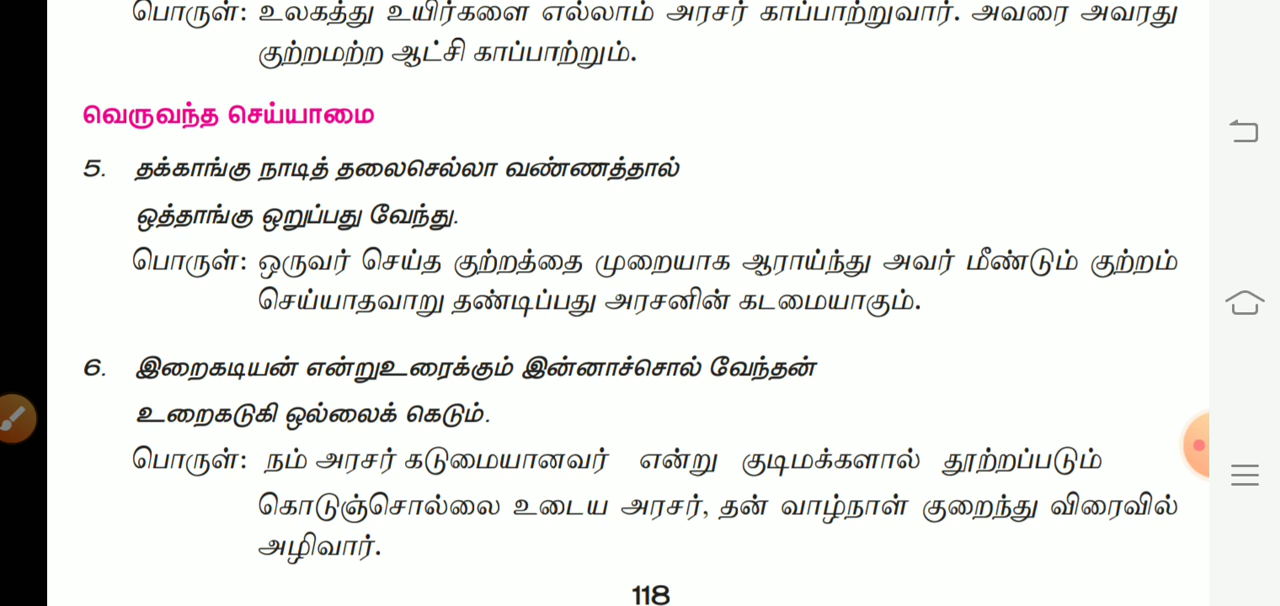 பொருள்: உலகத்து உயிர்களை எல்லாம் அரசர் காப்பாற்றுவார். அவரை அவரது
குற்றமற்ற ஆட்சி காப்பாற்றும்.
வெருவந்த செய்யாமை
5. தக்காங்கு நாடித் தலைசெல்லா வண்ணத்தால்
ஒத்தாங்கு ஒறுப்பது வேந்து.
பொருள்: ஒருவர் செய்த குற்றத்தை முறையாக ஆராய்ந்து அவர் மீண்டும் குற்றம்
செய்யாதவாறு தண்டிப்பது அரசனின் கடமையாகும்.
6. இறைகடியன் என்றுஉரைக்கும் இன்னாச்சொல் வேந்தன்
உறைகடுகி ஒல்லைக் கெடும்.
பொருள்: நம் அரசர் கடுமையானவர் என்று குடிமக்களால் தூற்றப்படும்
கொடுஞ்சொல்லை உடைய அரசர், தன் வாழ்நாள் குறைந்து விரைவில்
அழிவார்.
118